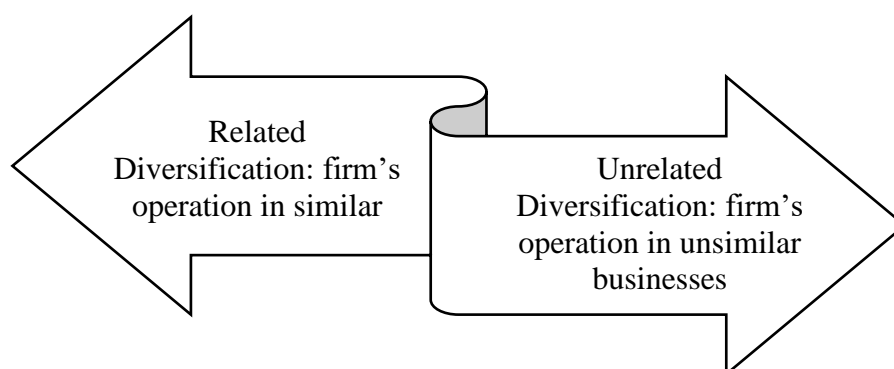 Related
Diversification: firm’s
operation in similar
Unrelated
Diversification: firm’s
operation in unsimilar
businesses